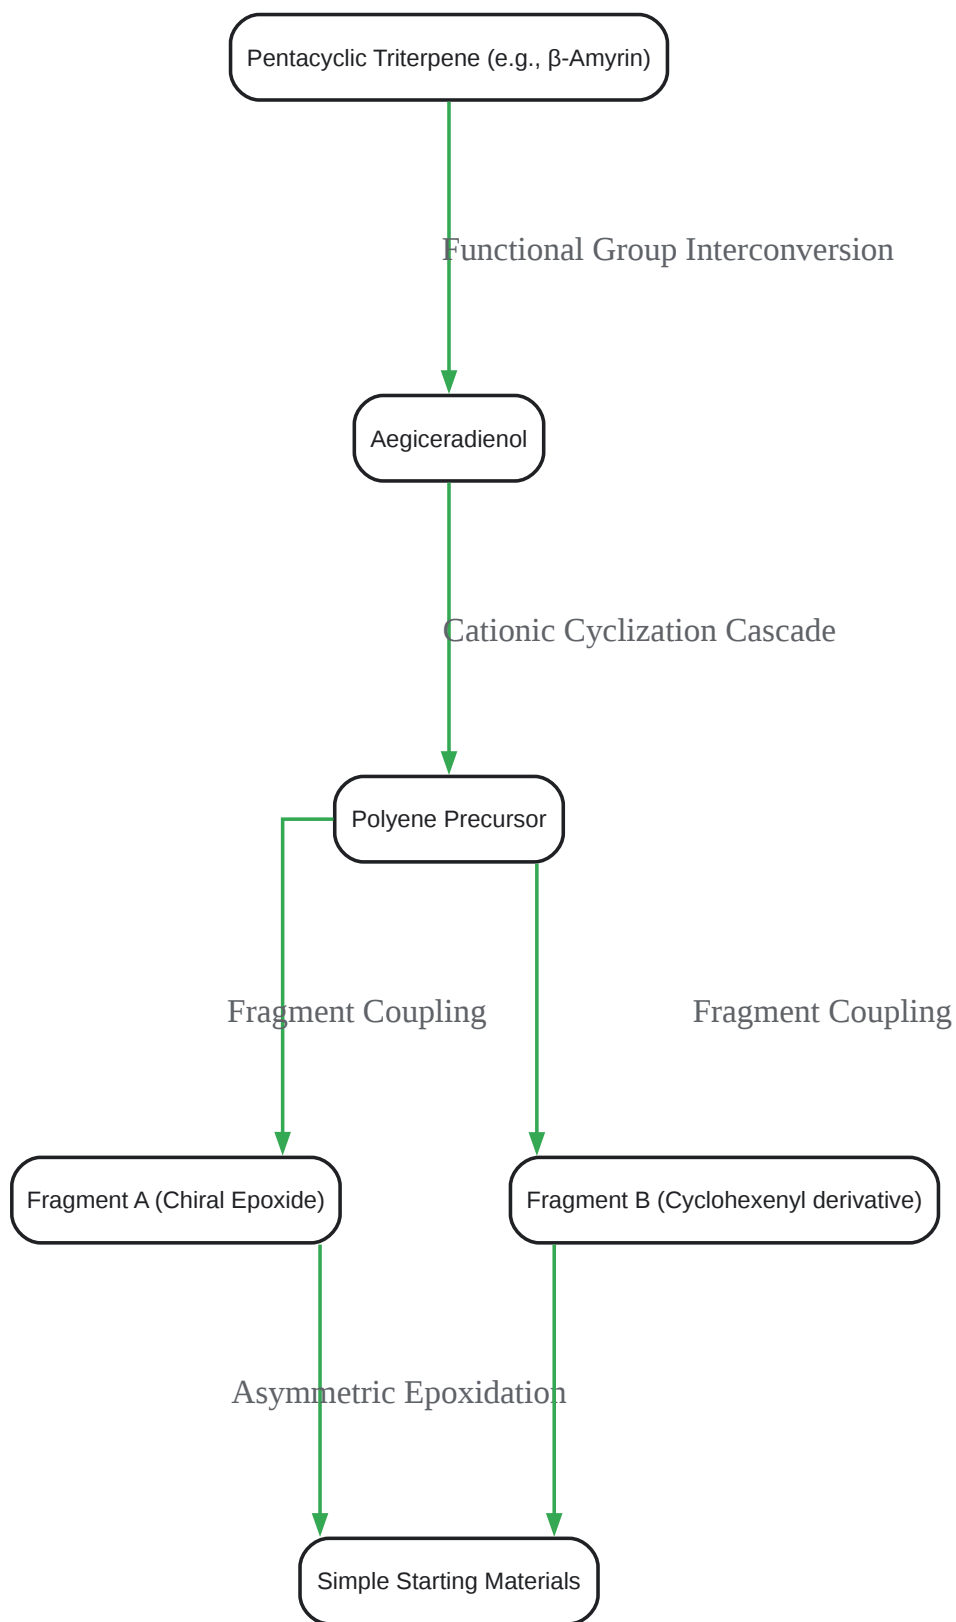 Pentacyclic Triterpene (e.g., β-Amyrin)
Functional Group Interconversion
Aegiceradienol
Cationic Cyclization Cascade
Polyene Precursor
Fragment Coupling
Fragment Coupling
Fragment A (Chiral Epoxide)
Fragment B (Cyclohexenyl derivative)
Asymmetric Epoxidation
Simple Starting Materials